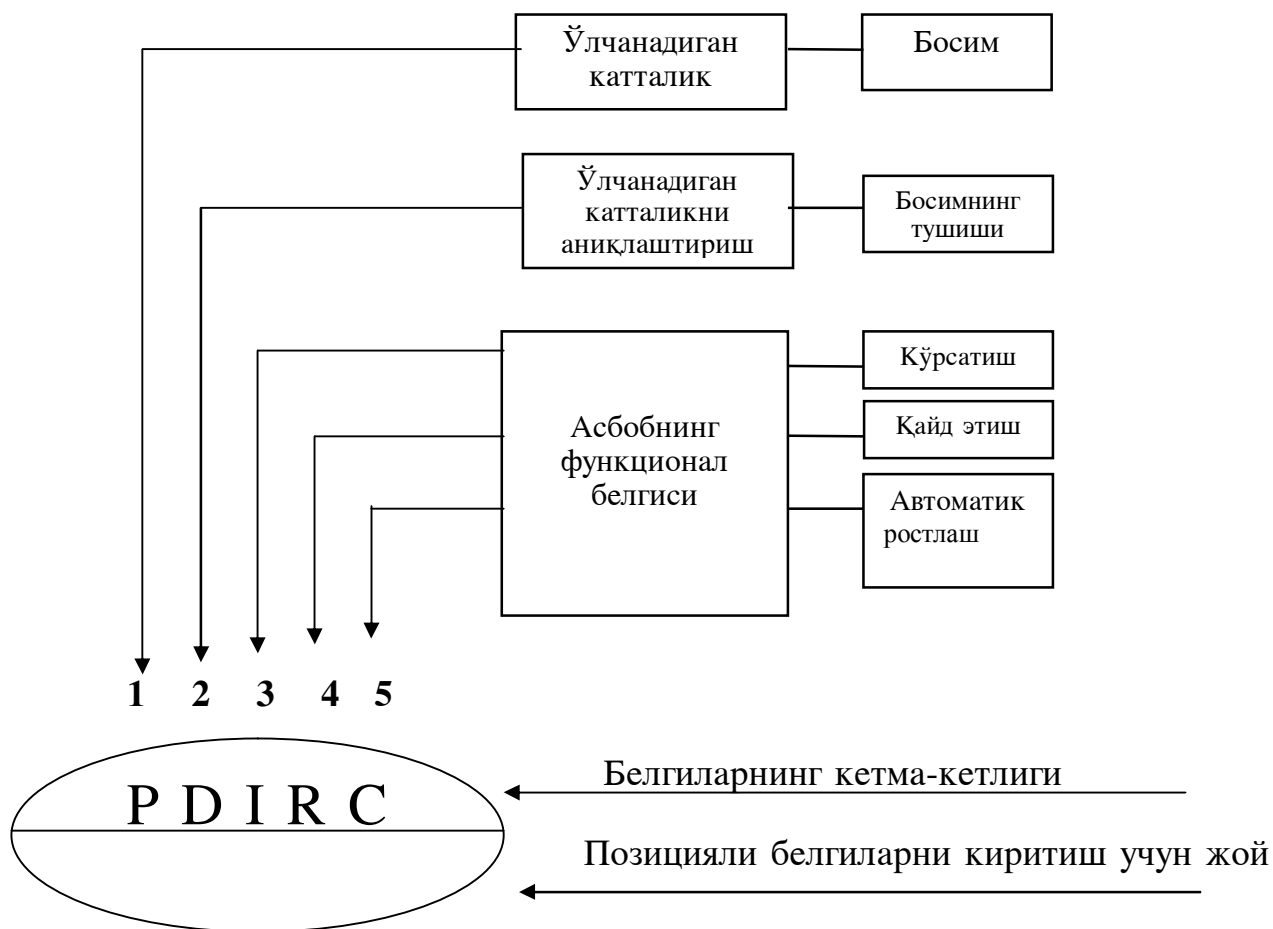 Ўлчанадиган
катталик
Босим
Ўлчанадиган
катталикни
аниқлаштириш
Босимнинг
тушиши
Асбобнинг
функционал
белгиси
Кўрсатиш
Қайд этиш
Автоматик
ростлаш
1 2 3 4 5
P D I R C
Белгиларнинг кетма-кетлиги
Позицияли белгиларни киритиш учун жой